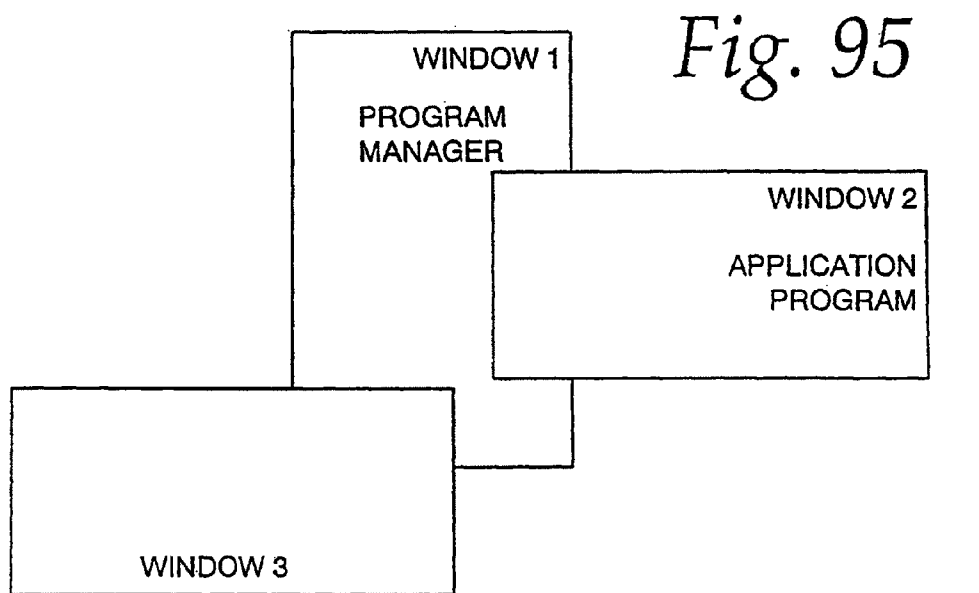 Fig. 95
WINDOW 1
PROGRAM
MANAGER
WINDOW 2
APPLICATION
PROGRAM
WINDOW 3